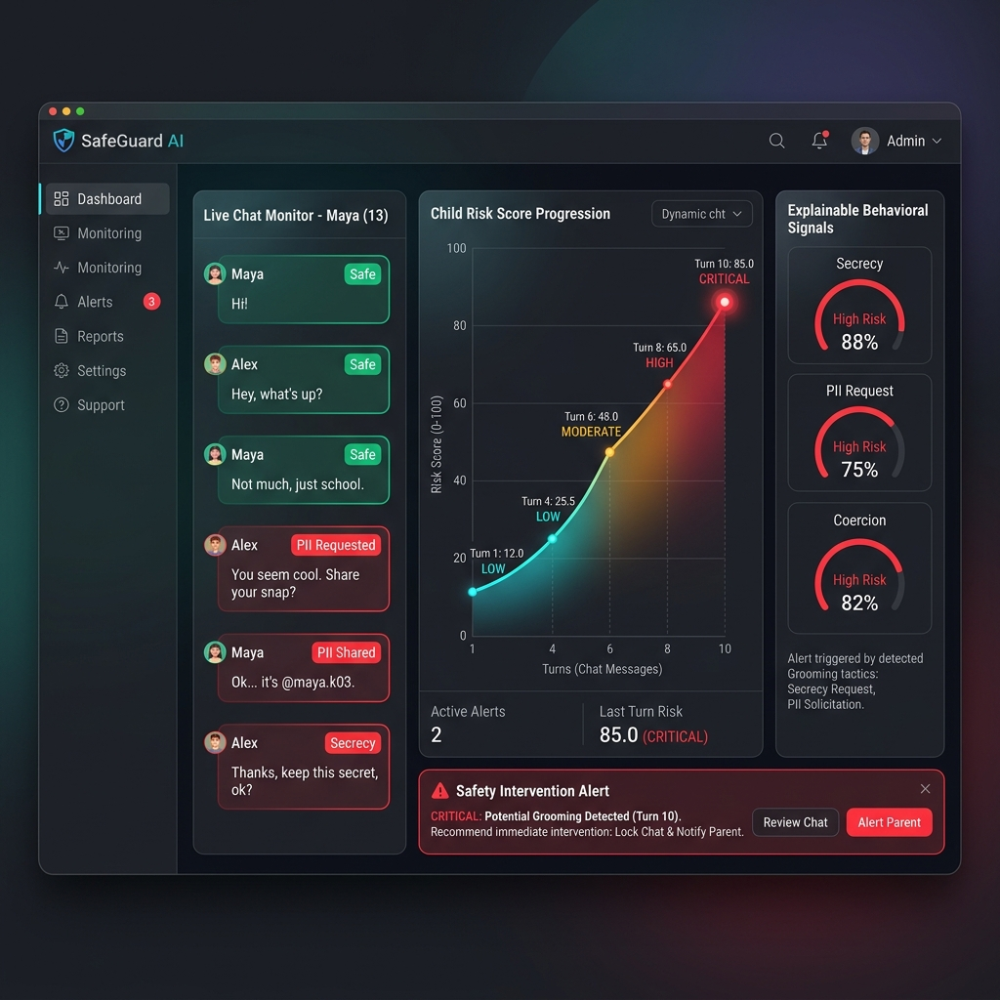 SafeGuard AI
Admin
Dashboard
Monitoring
Monitoring
Alerts 3
Reports
Settings
Support
Live Chat Monitor - Maya (13)
Maya Safe
Hi!
Alex Safe
Hey, what's up?
Maya Safe
Not much, just school.
Alex PII Requested
You seem cool. Share
your snap?
Maya PII Shared
Ok... it's @maya.k03.
Alex Secrecy
Thanks, keep this secret,
ok?
Child Risk Score Progression
Dynamic cht
Risk Score (0-100)
100
80
60
40
20
0
Turn 10: 85.0
CRITICAL
Turn 8: 65.0
HIGH
Turn 6: 48.0
MODERATE
Turn 4: 25.5
LOW
Tum 1: 12.0
LOW
1 4 6 8 10
Turns (Chat Messages)
Active Alerts
2
Last Turn Risk
85.0 (CRITICAL)
Explainable Behavioral
Signals
Secrecy
High Risk
88%
PII Request
High Risk
75%
Coercion
High Risk
82%
Alert triggered by detected
Grooming tactics:
Secrecy Request,
PII Solicitation.
Safety Intervention Alert
CRITICAL: Potential Grooming Detected (Turn 10).
Recommend immediate intervention: Lock Chat & Notify Parent.
Review Chat
Alert Parent